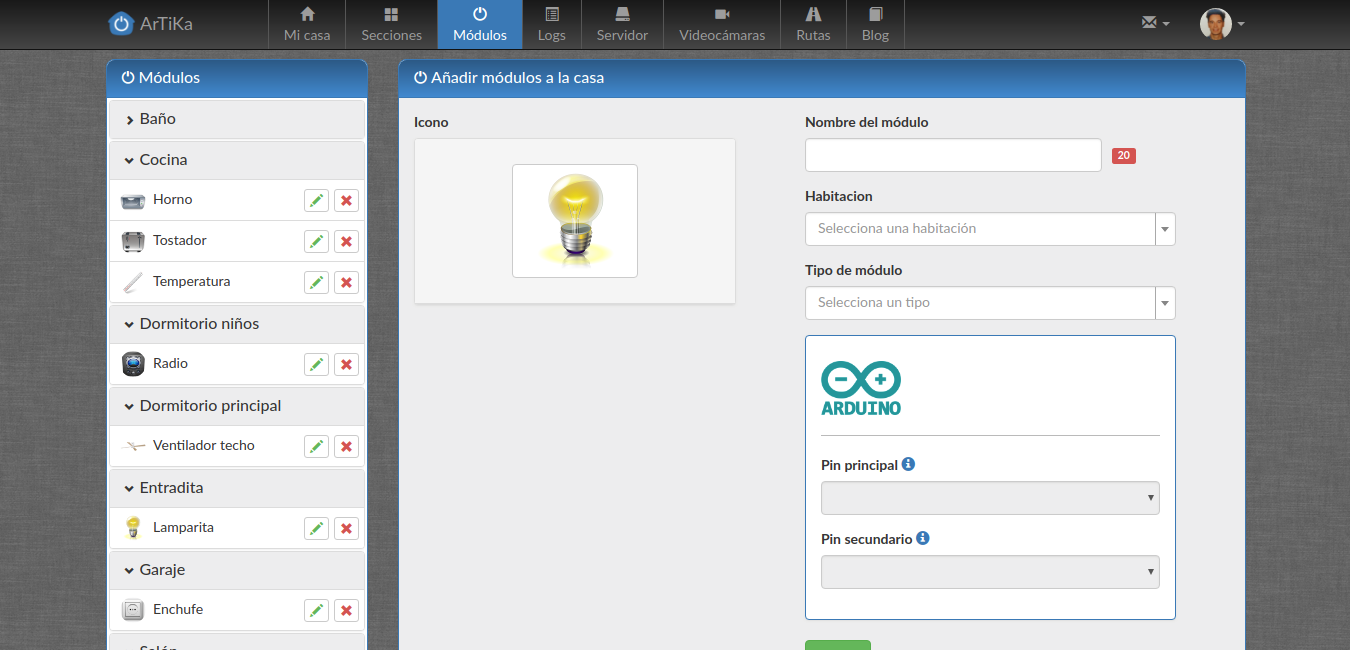 ArTiKa
Mi casa
Secciones
Módulos
Logs
Servidor
Videocámaras
Rutas
Blog
Módulos
Baño
Cocina
Horno
Tostador
Temperatura
Dormitorio niños
Radio
Dormitorio principal
Ventilador techo
Entradita
Lamparita
Garaje
Enchufe
Añadir módulos a la casa
Icono
Nombre del módulo
20
Habitacion
Selecciona una habitación
Tipo de módulo
Selecciona un tipo
ARDUINO
Pin principal
Pin secundario